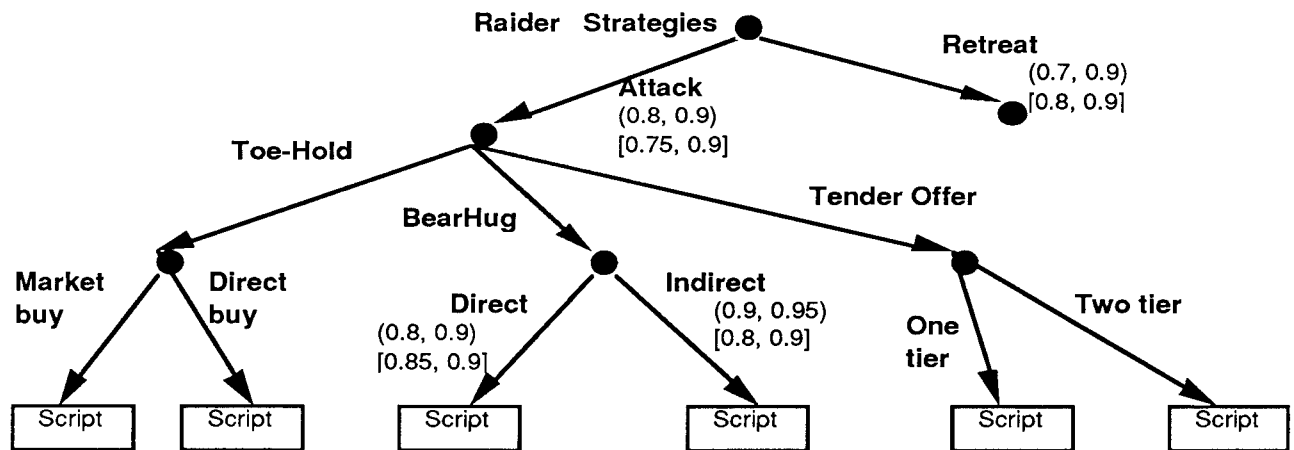 Raider Strategies
Retreat
(0.7, 0.9)
[0.8, 0.9]
Attack
(0.8, 0.9)
[0.75, 0.9]
Toe-Hold
BearHug
Tender Offer
Market
buy
Direct
buy
Direct
(0.8, 0.9)
[0.85, 0.9]
Indirect
(0.9, 0.95)
[0.8, 0.9]
One
tier
Two tier
Script
Script
Script
Script
Script
Script